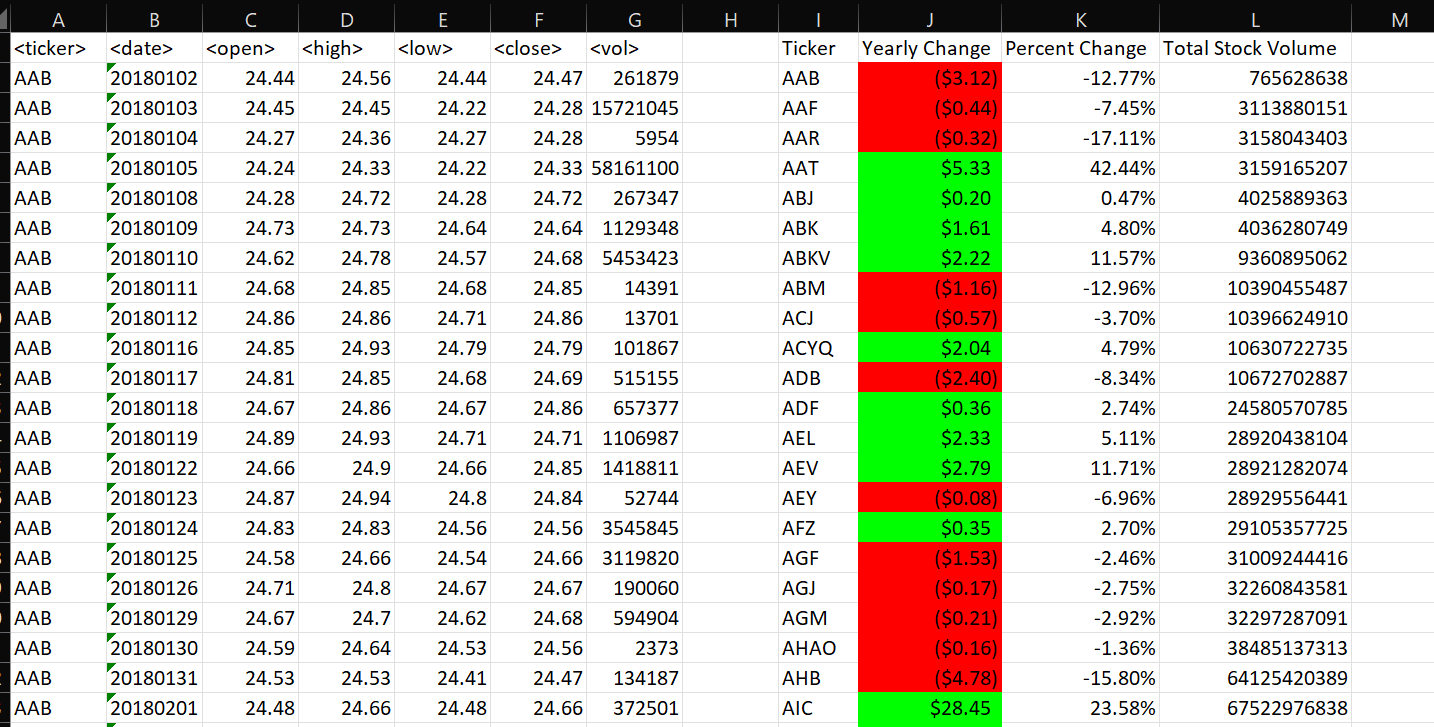 A B C D E F G H I J K L M
<ticker> <date> <open> <high> <low> <close> <vol> Ticker Yearly Change Percent Change Total Stock Volume
AAB 20180102 24.44 24.56 24.44 24.47 261879 AAB ($3.12) -12.77% 765628638
AAB 20180103 24.45 24.45 24.22 24.28 15721045 AAF ($0.44) -7.45% 3113880151
AAB 20180104 24.27 24.36 24.27 24.28 5954 AAR ($0.32) -17.11% 3158043403
AAB 20180105 24.24 24.33 24.22 24.33 58161100 AAT $5.33 42.44% 3159165207
AAB 20180108 24.28 24.72 24.28 24.72 267347 ABJ $0.20 0.47% 4025889363
AAB 20180109 24.73 24.73 24.64 24.64 1129348 ABK $1.61 4.80% 4036280749
AAB 20180110 24.62 24.78 24.57 24.68 5453423 ABKV $2.22 11.57% 9360895062
AAB 20180111 24.68 24.85 24.68 24.85 14391 ABM ($1.16) -12.96% 10390455487
AAB 20180112 24.86 24.86 24.71 24.86 13701 ACJ ($0.57) -3.70% 10396624910
AAB 20180116 24.85 24.93 24.79 24.79 101867 ACYQ $2.04 4.79% 10630722735
AAB 20180117 24.81 24.85 24.68 24.69 515155 ADB ($2.40) -8.34% 10672702887
AAB 20180118 24.67 24.86 24.67 24.86 657377 ADF $0.36 2.74% 24580570785
AAB 20180119 24.89 24.93 24.71 24.71 1106987 AEL $2.33 5.11% 28920438104
AAB 20180122 24.66 24.9 24.66 24.85 1418811 AEV $2.79 11.71% 28921282074
AAB 20180123 24.87 24.94 24.8 24.84 52744 AEY ($0.08) -6.96% 28929556441
AAB 20180124 24.83 24.83 24.56 24.56 3545845 AFZ $0.35 2.70% 29105357725
AAB 20180125 24.58 24.66 24.54 24.66 3119820 AGF ($1.53) -2.46% 31009244416
AAB 20180126 24.71 24.8 24.67 24.67 190060 AGJ ($0.17) -2.75% 32260843581
AAB 20180129 24.67 24.7 24.62 24.68 594904 AGM ($0.21) -2.92% 32297287091
AAB 20180130 24.59 24.64 24.53 24.56 2373 AHAO ($0.16) -1.36% 38485137313
AAB 20180131 24.53 24.53 24.41 24.47 134187 AHB ($4.78) -15.80% 64125420389
AAB 20180201 24.48 24.66 24.48 24.66 372501 AIC $28.45 23.58% 67522976838